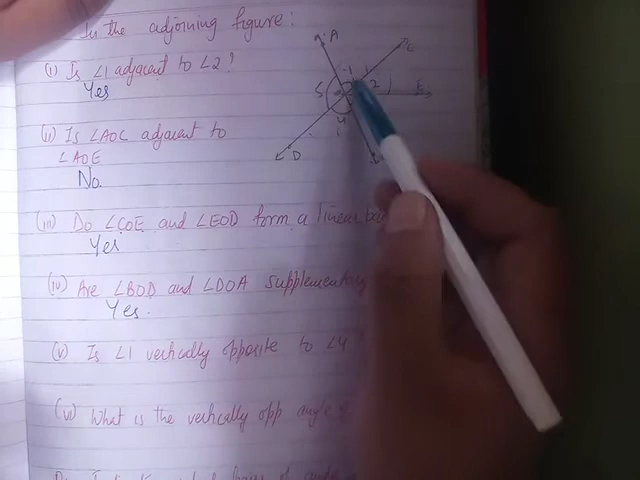 In the adjoining figure:
(i) Is ∠1 adjacent to ∠2?
Yes
(ii) Is ∠AOC adjacent to
∠AOE
No.
(iii) Do ∠COE and ∠EOD form a linear
Yes
(iv) Are ∠BOD and ∠DOA supplementary
Yes.
(v) Is ∠1 vertically opposite to ∠4
(vi) What is the vertically opp angle
A
E
1
2
5
4
D